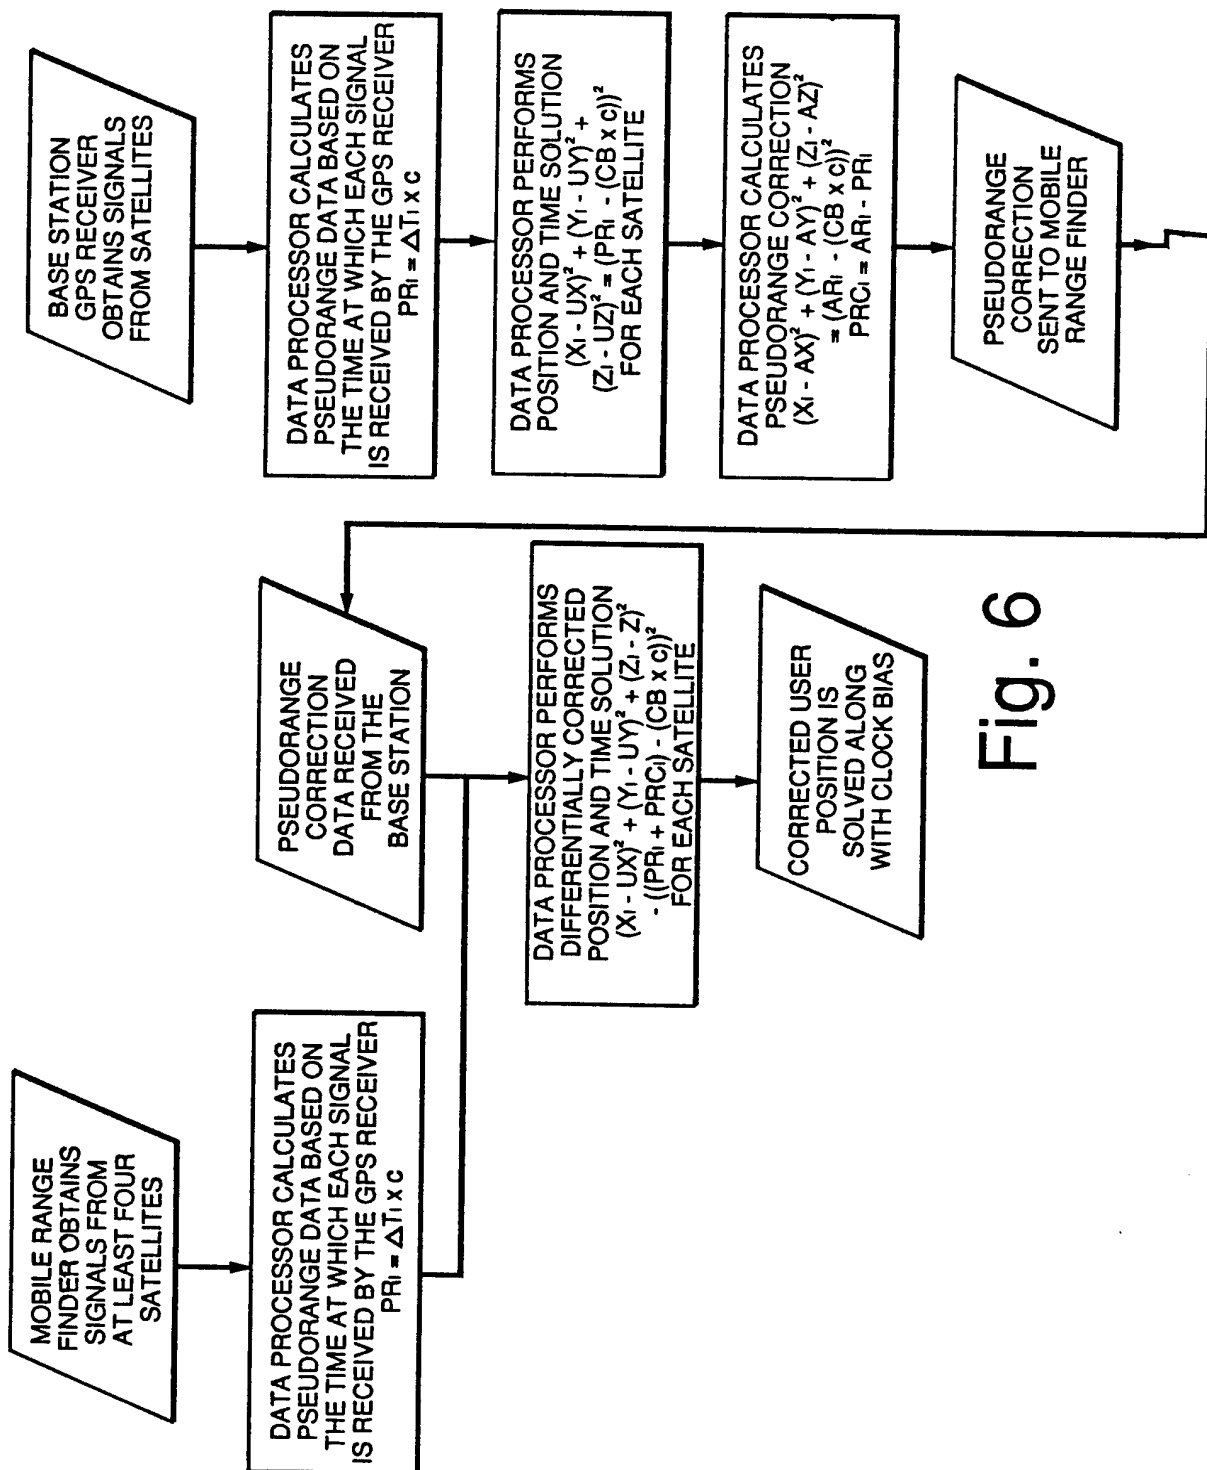 MOBILE RANGE
FINDER OBTAINS
SIGNALS FROM
AT LEAST FOUR
SATELLITES
DATA PROCESSOR CALCULATES
PSEUDORANGE DATA BASED ON
THE TIME AT WHICH EACH SIGNAL
IS RECEIVED BY THE GPS RECEIVER
PRI = ΔTI x c
PSEUDORANGE
CORRECTION
DATA RECEIVED
FROM THE
BASE STATION
DATA PROCESSOR PERFORMS
DIFFERENTIALLY CORRECTED
POSITION AND TIME SOLUTION
(XI - UX)² + (YI - UY)² + (ZI - Z)²
- ((PRI + PRCI) - (CB x c))²
FOR EACH SATELLITE
CORRECTED USER
POSITION IS
SOLVED ALONG
WITH CLOCK BIAS
BASE STATION
GPS RECEIVER
OBTAINS SIGNALS
FROM SATELLITES
DATA PROCESSOR CALCULATES
PSEUDORANGE DATA BASED ON
THE TIME AT WHICH EACH SIGNAL
IS RECEIVED BY THE GPS RECEIVER
PRI = ΔTI x c
DATA PROCESSOR PERFORMS
POSITION AND TIME SOLUTION
(XI - UX)² + (YI - UY)² +
(ZI - UZ)² = (PRI - (CB x c))²
FOR EACH SATELLITE
DATA PROCESSOR CALCULATES
PSEUDORANGE CORRECTION
(XI - AX)² + (YI - AY)² + (ZI - AZ)²
= (ARI - (CB x c))²
PRCI = ARI - PRI
PSEUDORANGE
CORRECTION
SENT TO MOBILE
RANGE FINDER
Fig. 6